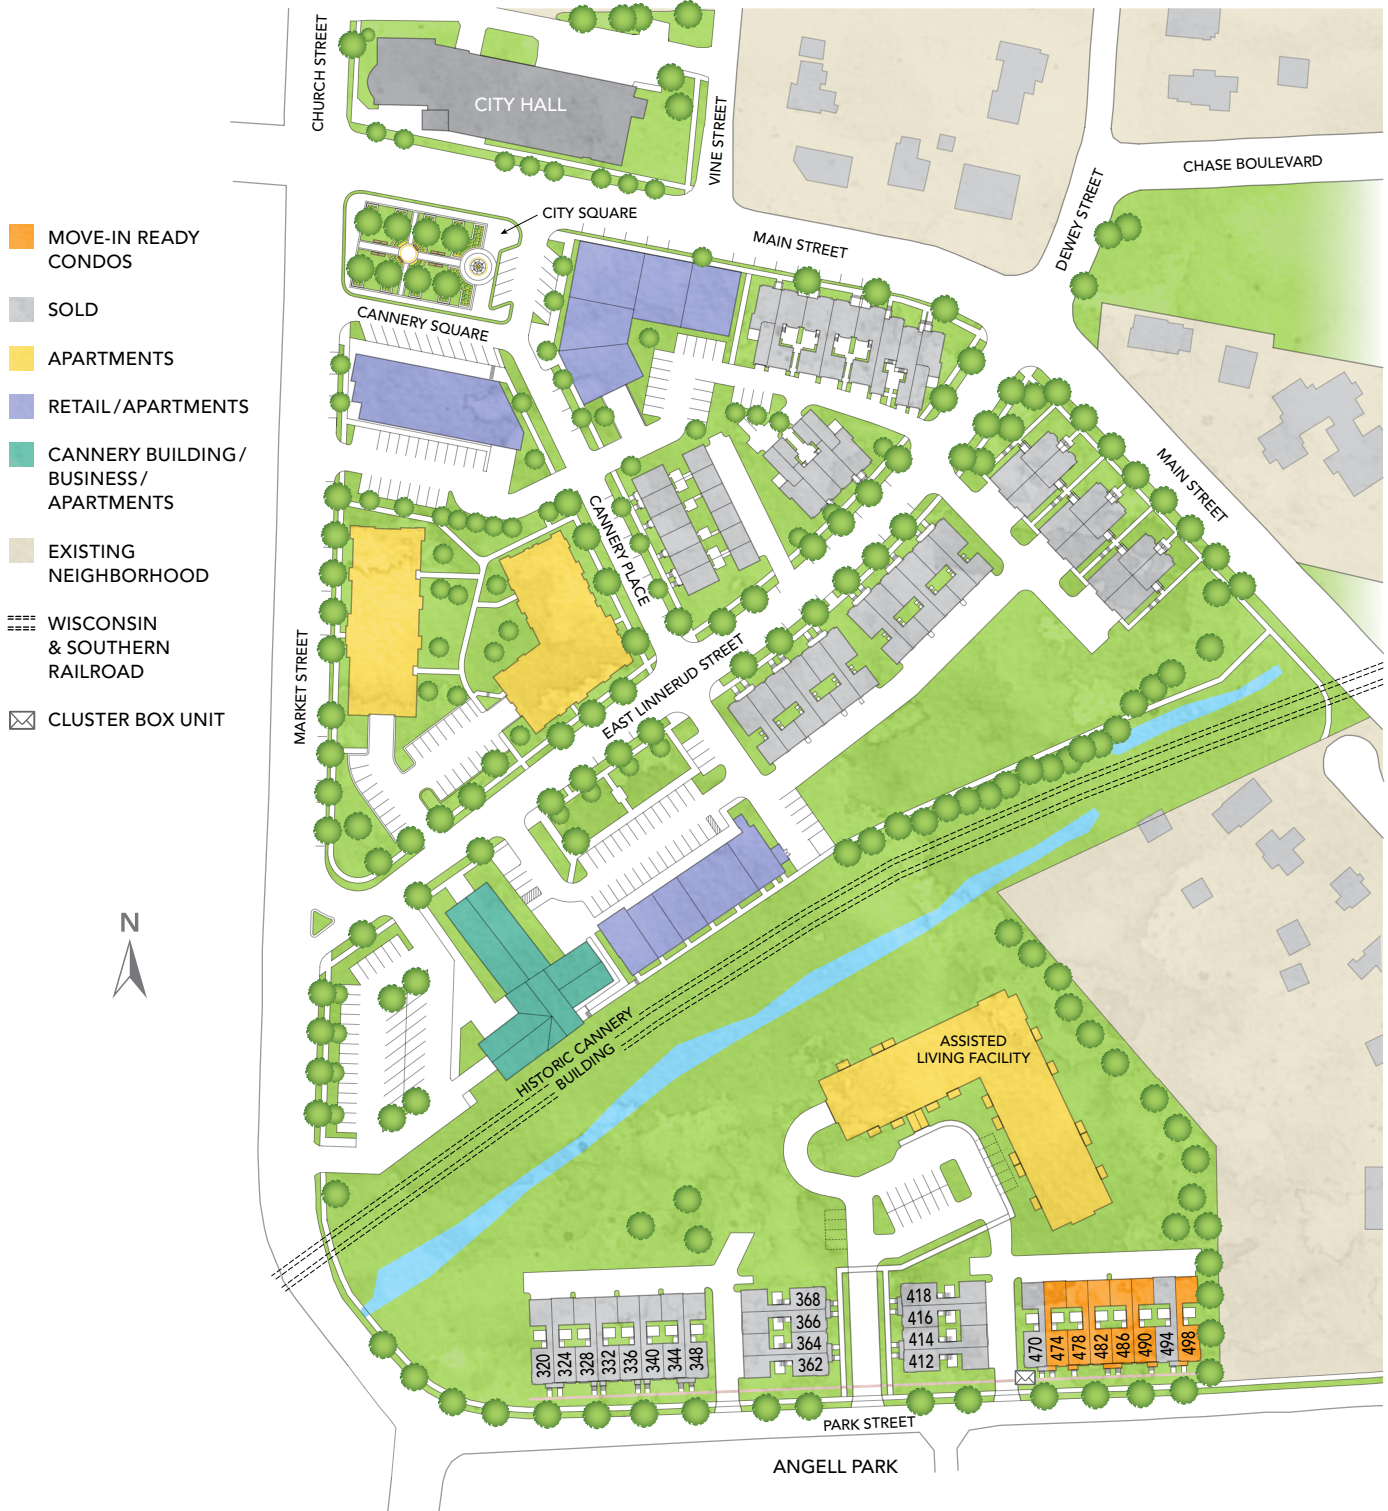 CHURCH STREET
CITY HALL
VINE STREET
CHASE BOULEVARD
DEWEY STREET
CITY SQUARE
MAIN STREET
CANNERY SQUARE
MOVE-IN READY
CONDOS
SOLD
APARTMENTS
RETAIL / APARTMENTS
CANNERY BUILDING /
BUSINESS /
APARTMENTS
EXISTING
NEIGHBORHOOD
WISCONSIN
& SOUTHERN
RAILROAD
CLUSTER BOX UNIT
MAIN STREET
CANNERY PLACE
MARKET STREET
EAST LINNERUD STREET
N
HISTORIC CANNERY
BUILDING
ASSISTED
LIVING FACILITY
320
324
328
332
336
340
344
348
368
366
364
362
418
416
414
412
470
474
478
482
486
490
494
498
PARK STREET
ANGELL PARK